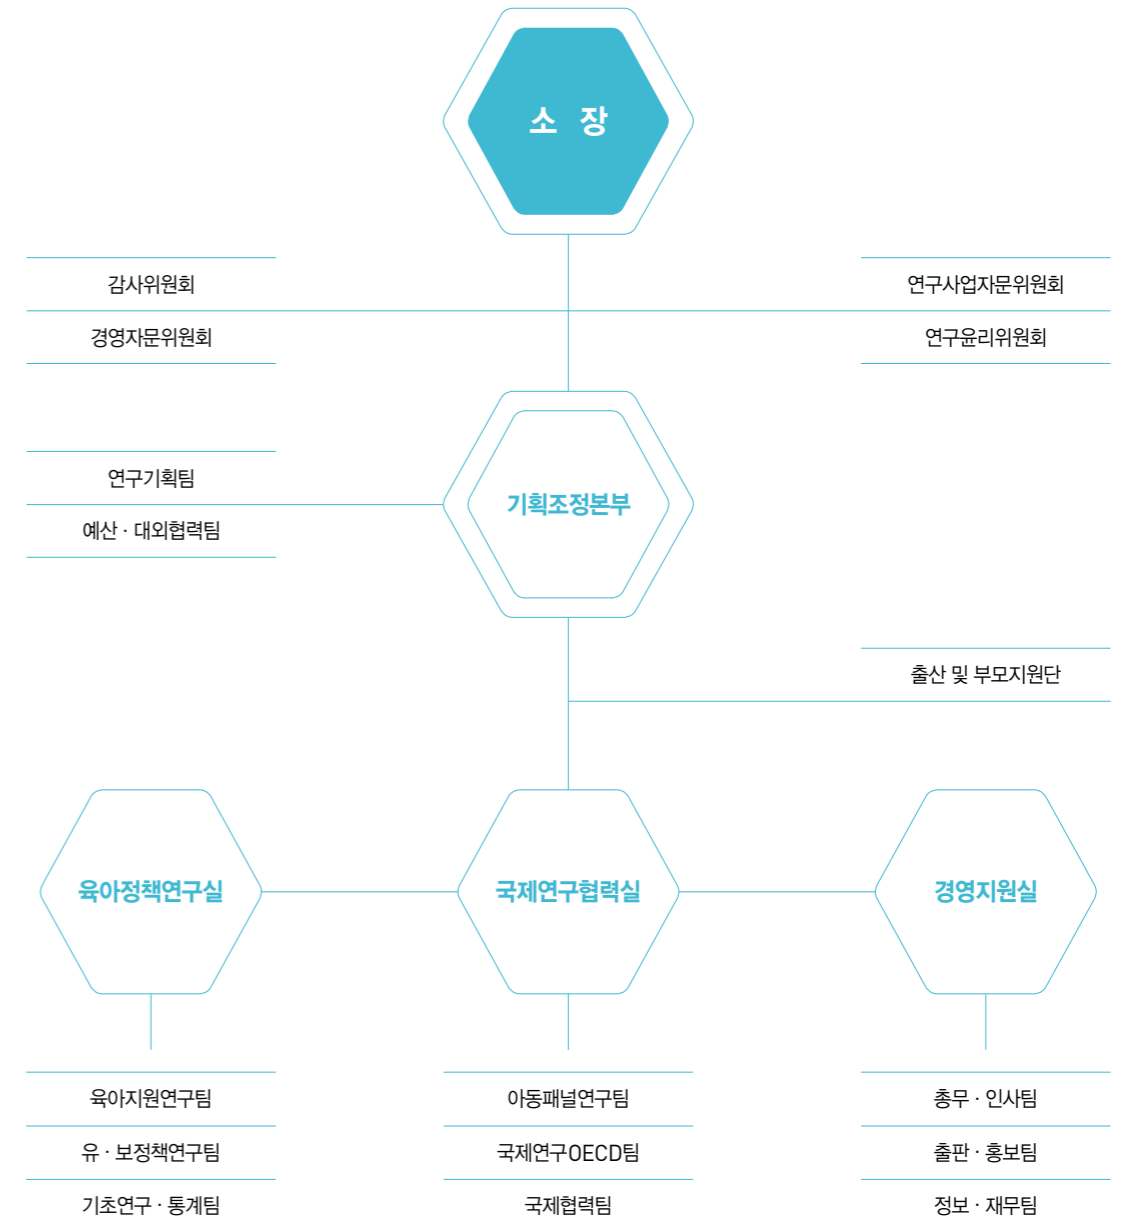 소 장
감사위원회
경영자문위원회
연구사업자문위원회
연구윤리위원회
기획조정본부
연구기획팀
예산 · 대외협력팀
출산 및 부모지원단
육아정책연구실
국제연구협력실
경영지원실
육아지원연구팀
유 · 보정책연구팀
기초연구 · 통계팀
아동패널연구팀
국제연구OECD팀
국제협력팀
총무 · 인사팀
출판 · 홍보팀
정보 · 재무팀